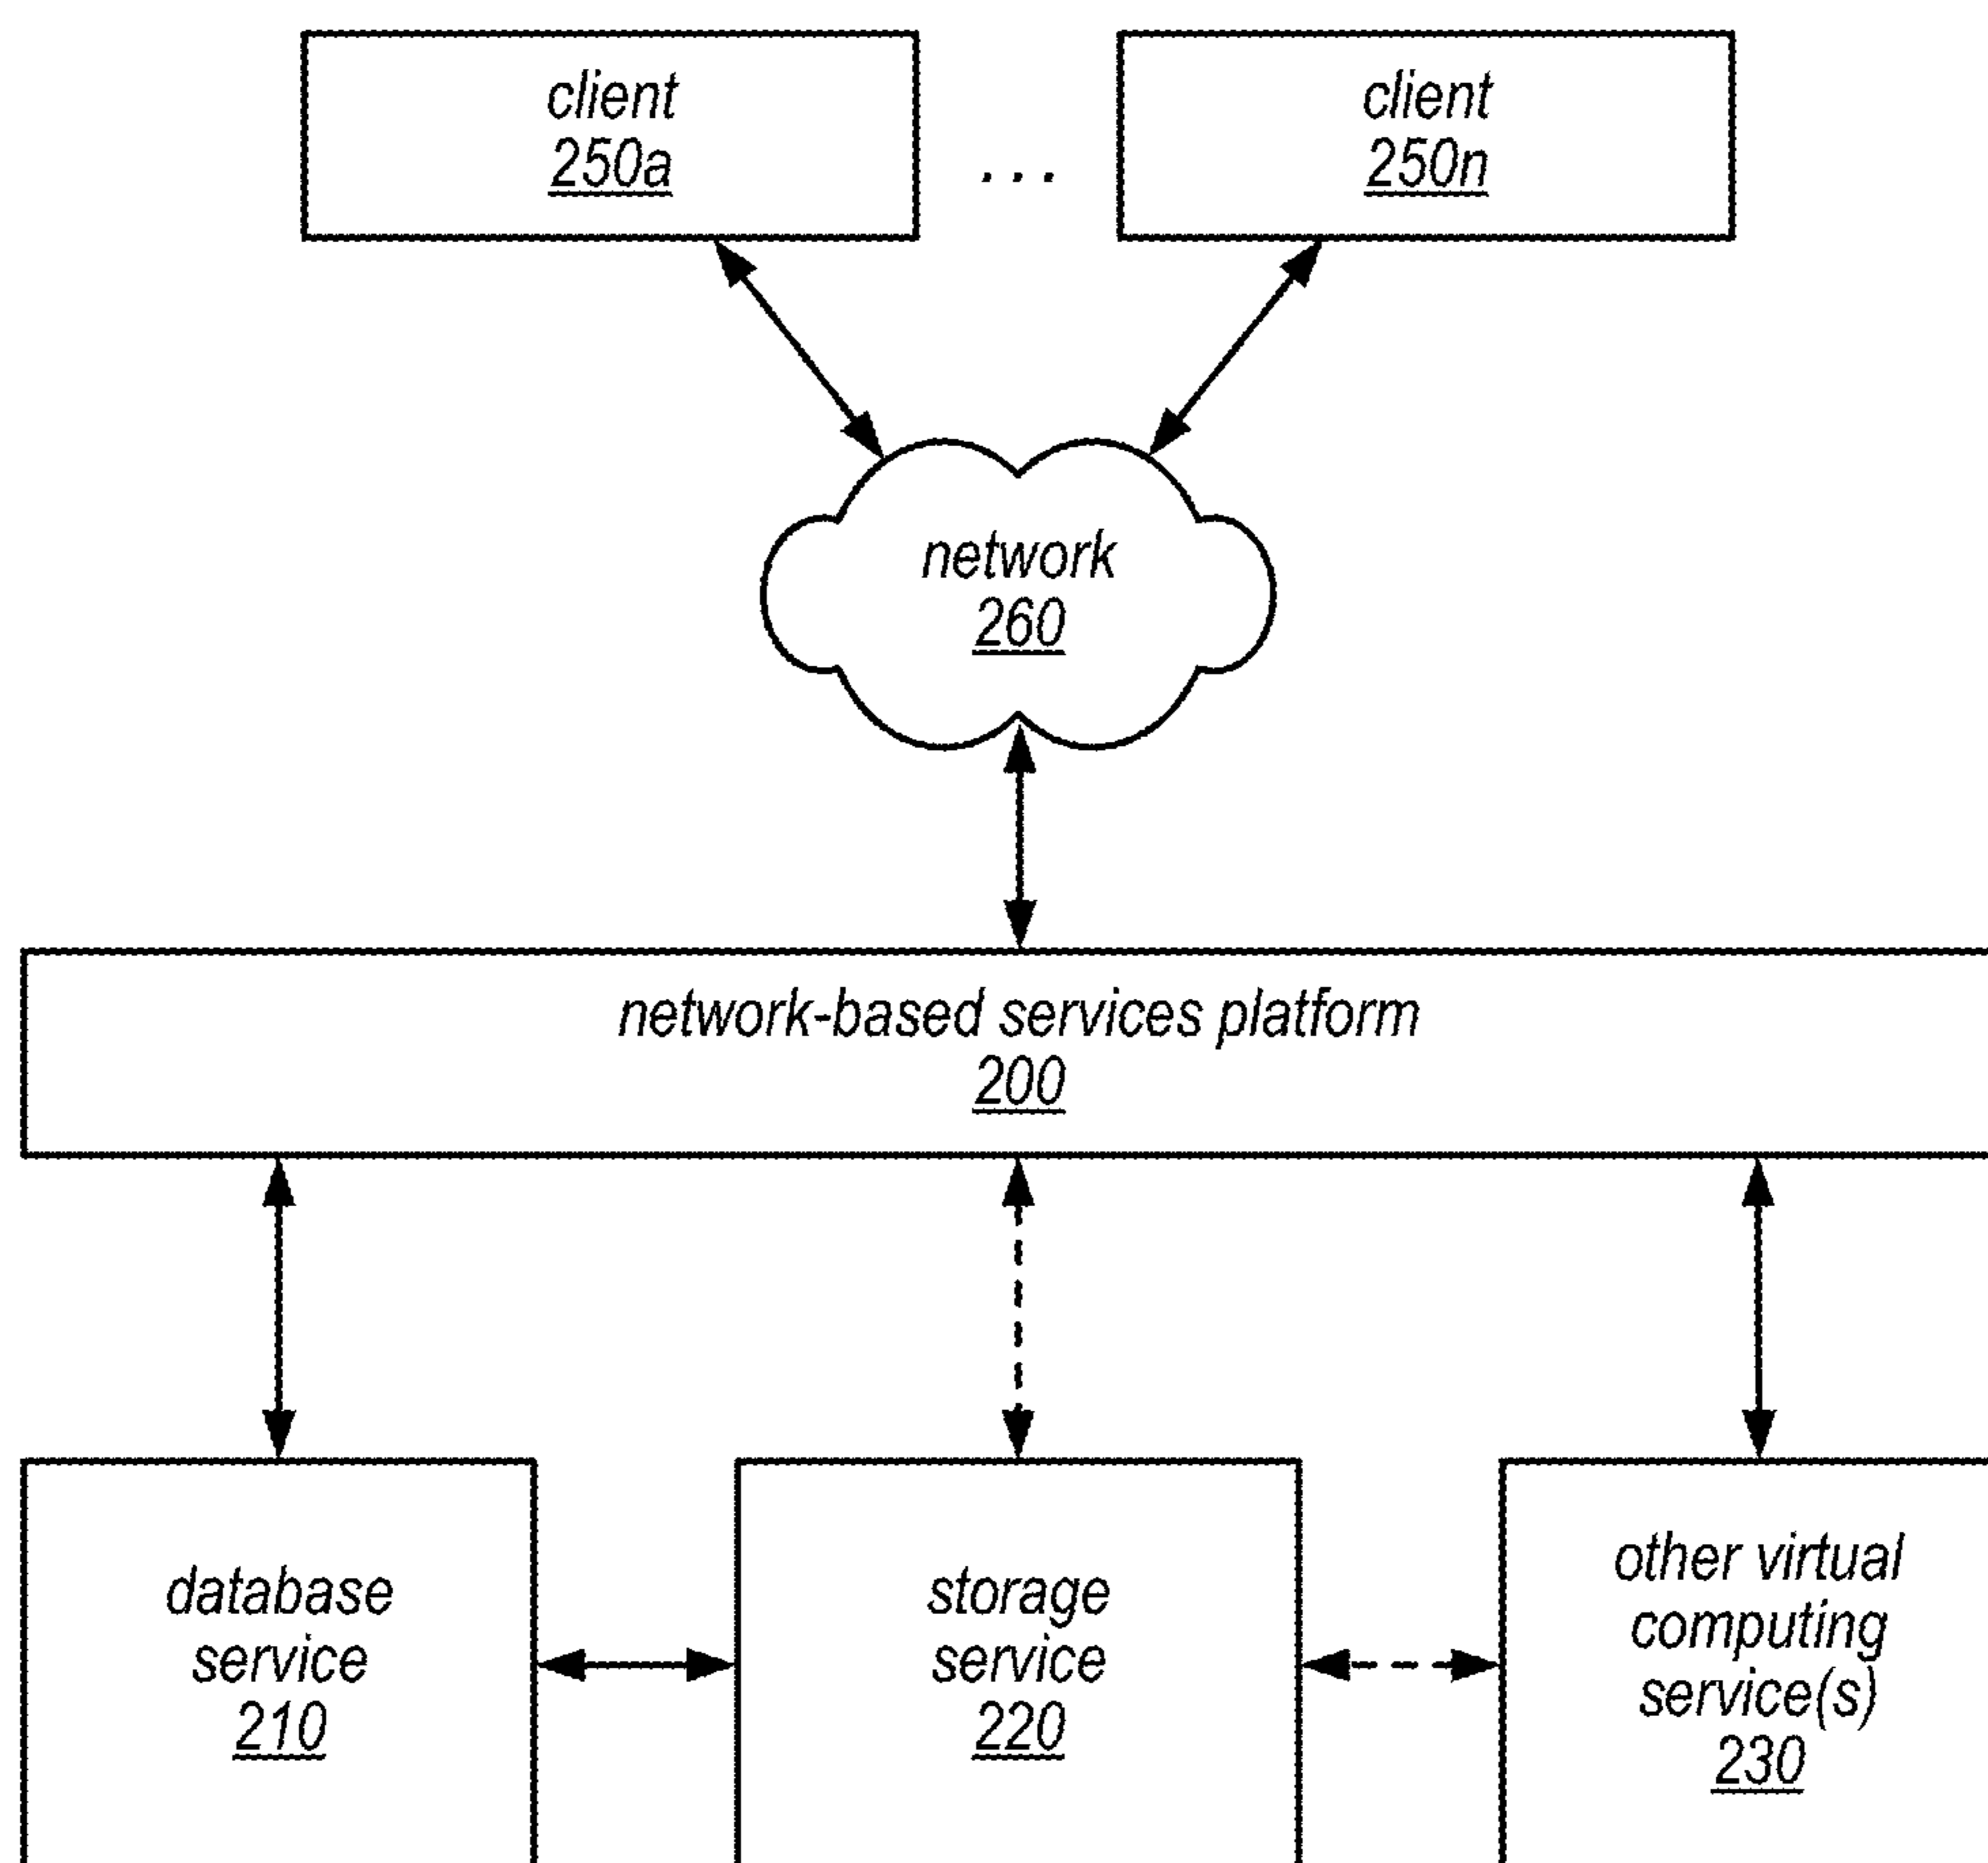 client
250a
...
client
250n
network
260
network-based services platform
200
database
service
210
storage
service
220
other virtual
computing
service(s)
230